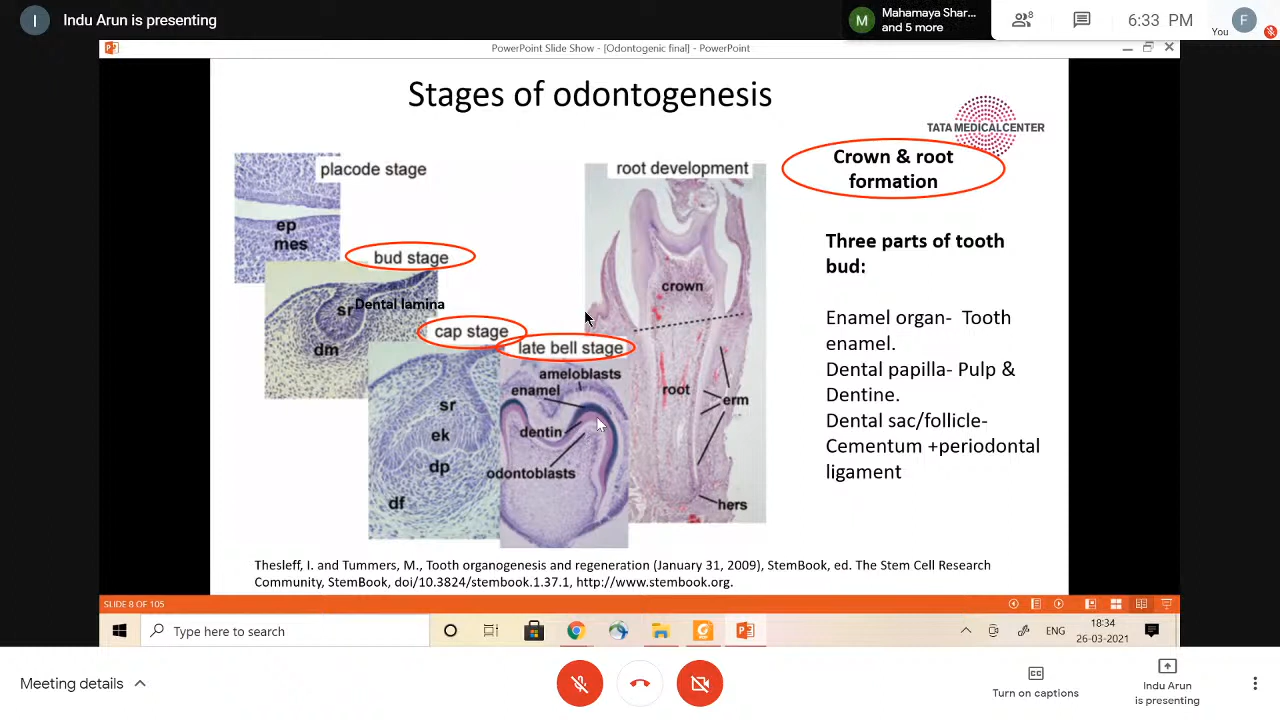 I
Indu Arun is presenting
M
Mahamaya Shar...
and 5 more
8
6:33 PM
You
F
PowerPoint Slide Show - [Odontogenic final] - PowerPoint
Stages of odontogenesis
TATA MEDICAL CENTER
placode stage
ep
mes
bud stage
sr
Dental lamina
dm
cap stage
sr
ek
dp
df
late bell stage
ameloblasts
enamel
dentin
odontoblasts
root development
crown
root
erm
hers
Crown & root
formation
Three parts of tooth
bud:
Enamel organ- Tooth
enamel.
Dental papilla- Pulp &
Dentine.
Dental sac/follicle-
Cementum +periodontal
ligament
Thesleff, I. and Tummers, M., Tooth organogenesis and regeneration (January 31, 2009), StemBook, ed. The Stem Cell Research
Community, StemBook, doi/10.3824/stembook.1.37.1, http://www.stembook.org.
SLIDE 8 OF 105
Type here to search
ENG
18:34
26-03-2021
Meeting details
CC
Turn on captions
Indu Arun
is presenting